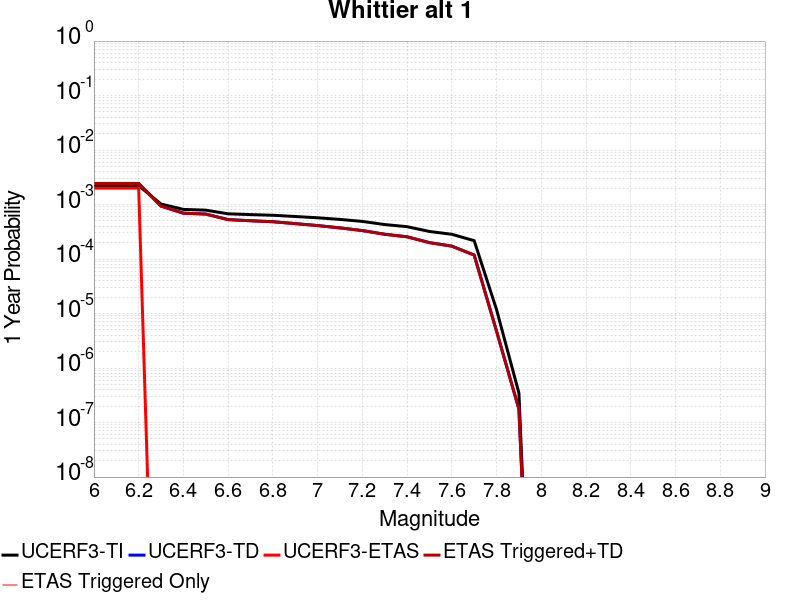 Whittier alt 1
10^0
10^-1
10^-2
10^-3
10^-4
10^-5
10^-6
10^-7
10^-8
1 Year Probability
6 6.2 6.4 6.6 6.8 7 7.2 7.4 7.6 7.8 8 8.2 8.4 8.6 8.8 9
Magnitude
UCERF3-TI UCERF3-TD UCERF3-ETAS ETAS Triggered+TD
ETAS Triggered Only